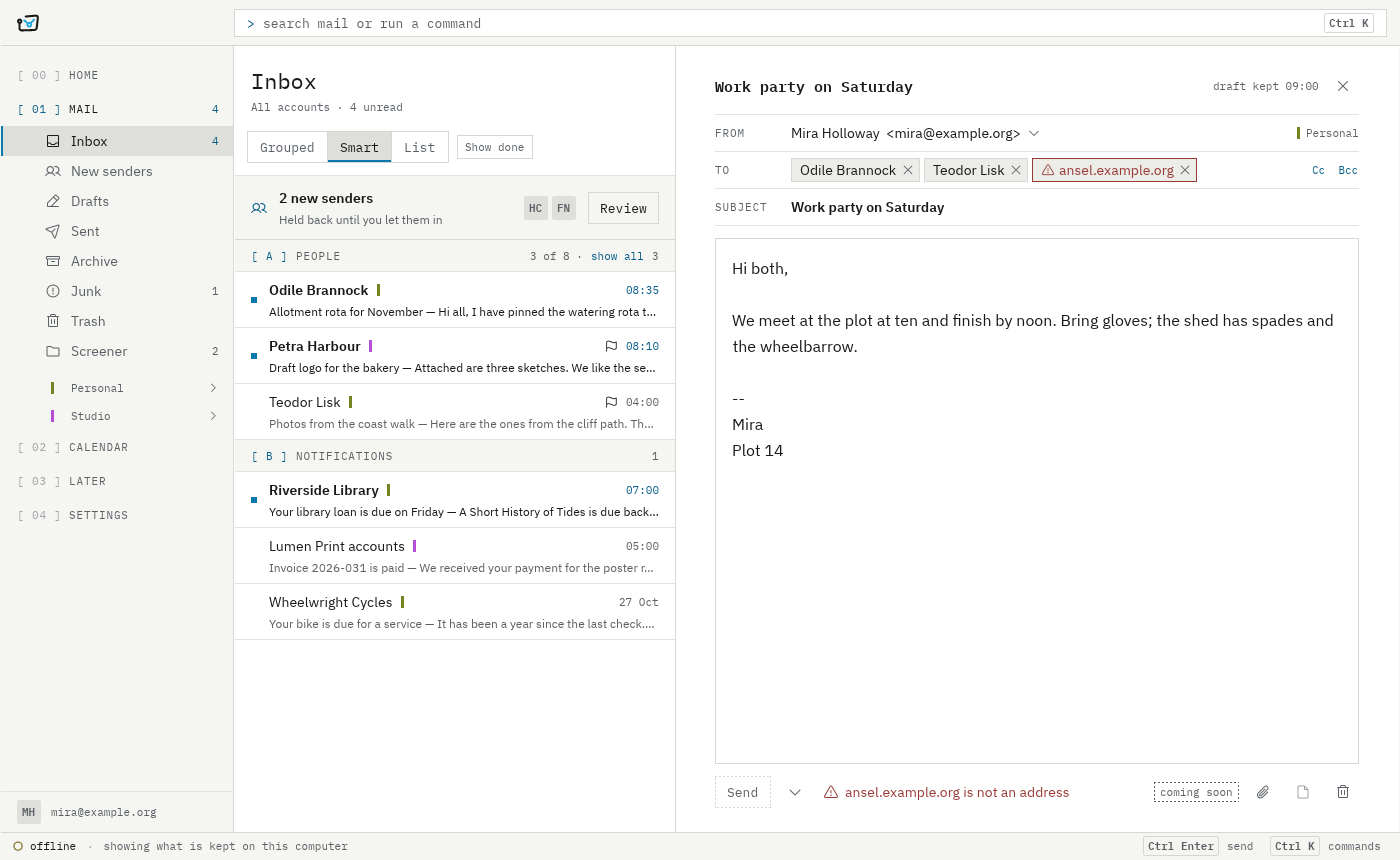 > search mail or run a command Ctrl K
[ 00 ] HOME
[ 01 ] MAIL 4
Inbox 4
New senders
Drafts
Sent
Archive
Junk 1
Trash
Screener 2
Personal
Studio
[ 02 ] CALENDAR
[ 03 ] LATER
[ 04 ] SETTINGS
MH mira@example.org
Inbox
All accounts · 4 unread
Grouped Smart List Show done
2 new senders
Held back until you let them in
HC FN Review
[ A ] PEOPLE 3 of 8 · show all 3
Odile Brannock 08:35
Allotment rota for November — Hi all, I have pinned the watering rota t…
Petra Harbour 08:10
Draft logo for the bakery — Attached are three sketches. We like the se…
Teodor Lisk 04:00
Photos from the coast walk — Here are the ones from the cliff path. Th…
[ B ] NOTIFICATIONS 1
Riverside Library 07:00
Your library loan is due on Friday — A Short History of Tides is due back…
Lumen Print accounts 05:00
Invoice 2026-031 is paid — We received your payment for the poster r…
Wheelwright Cycles 27 Oct
Your bike is due for a service — It has been a year since the last check.…
Work party on Saturday draft kept 09:00
FROM Mira Holloway <mira@example.org> Personal
TO Odile Brannock Teodor Lisk ansel.example.org Cc Bcc
SUBJECT Work party on Saturday
Hi both,
We meet at the plot at ten and finish by noon. Bring gloves; the shed has spades and
the wheelbarrow.
--
Mira
Plot 14
Send ansel.example.org is not an address coming soon
offline · showing what is kept on this computer
Ctrl Enter send Ctrl K commands